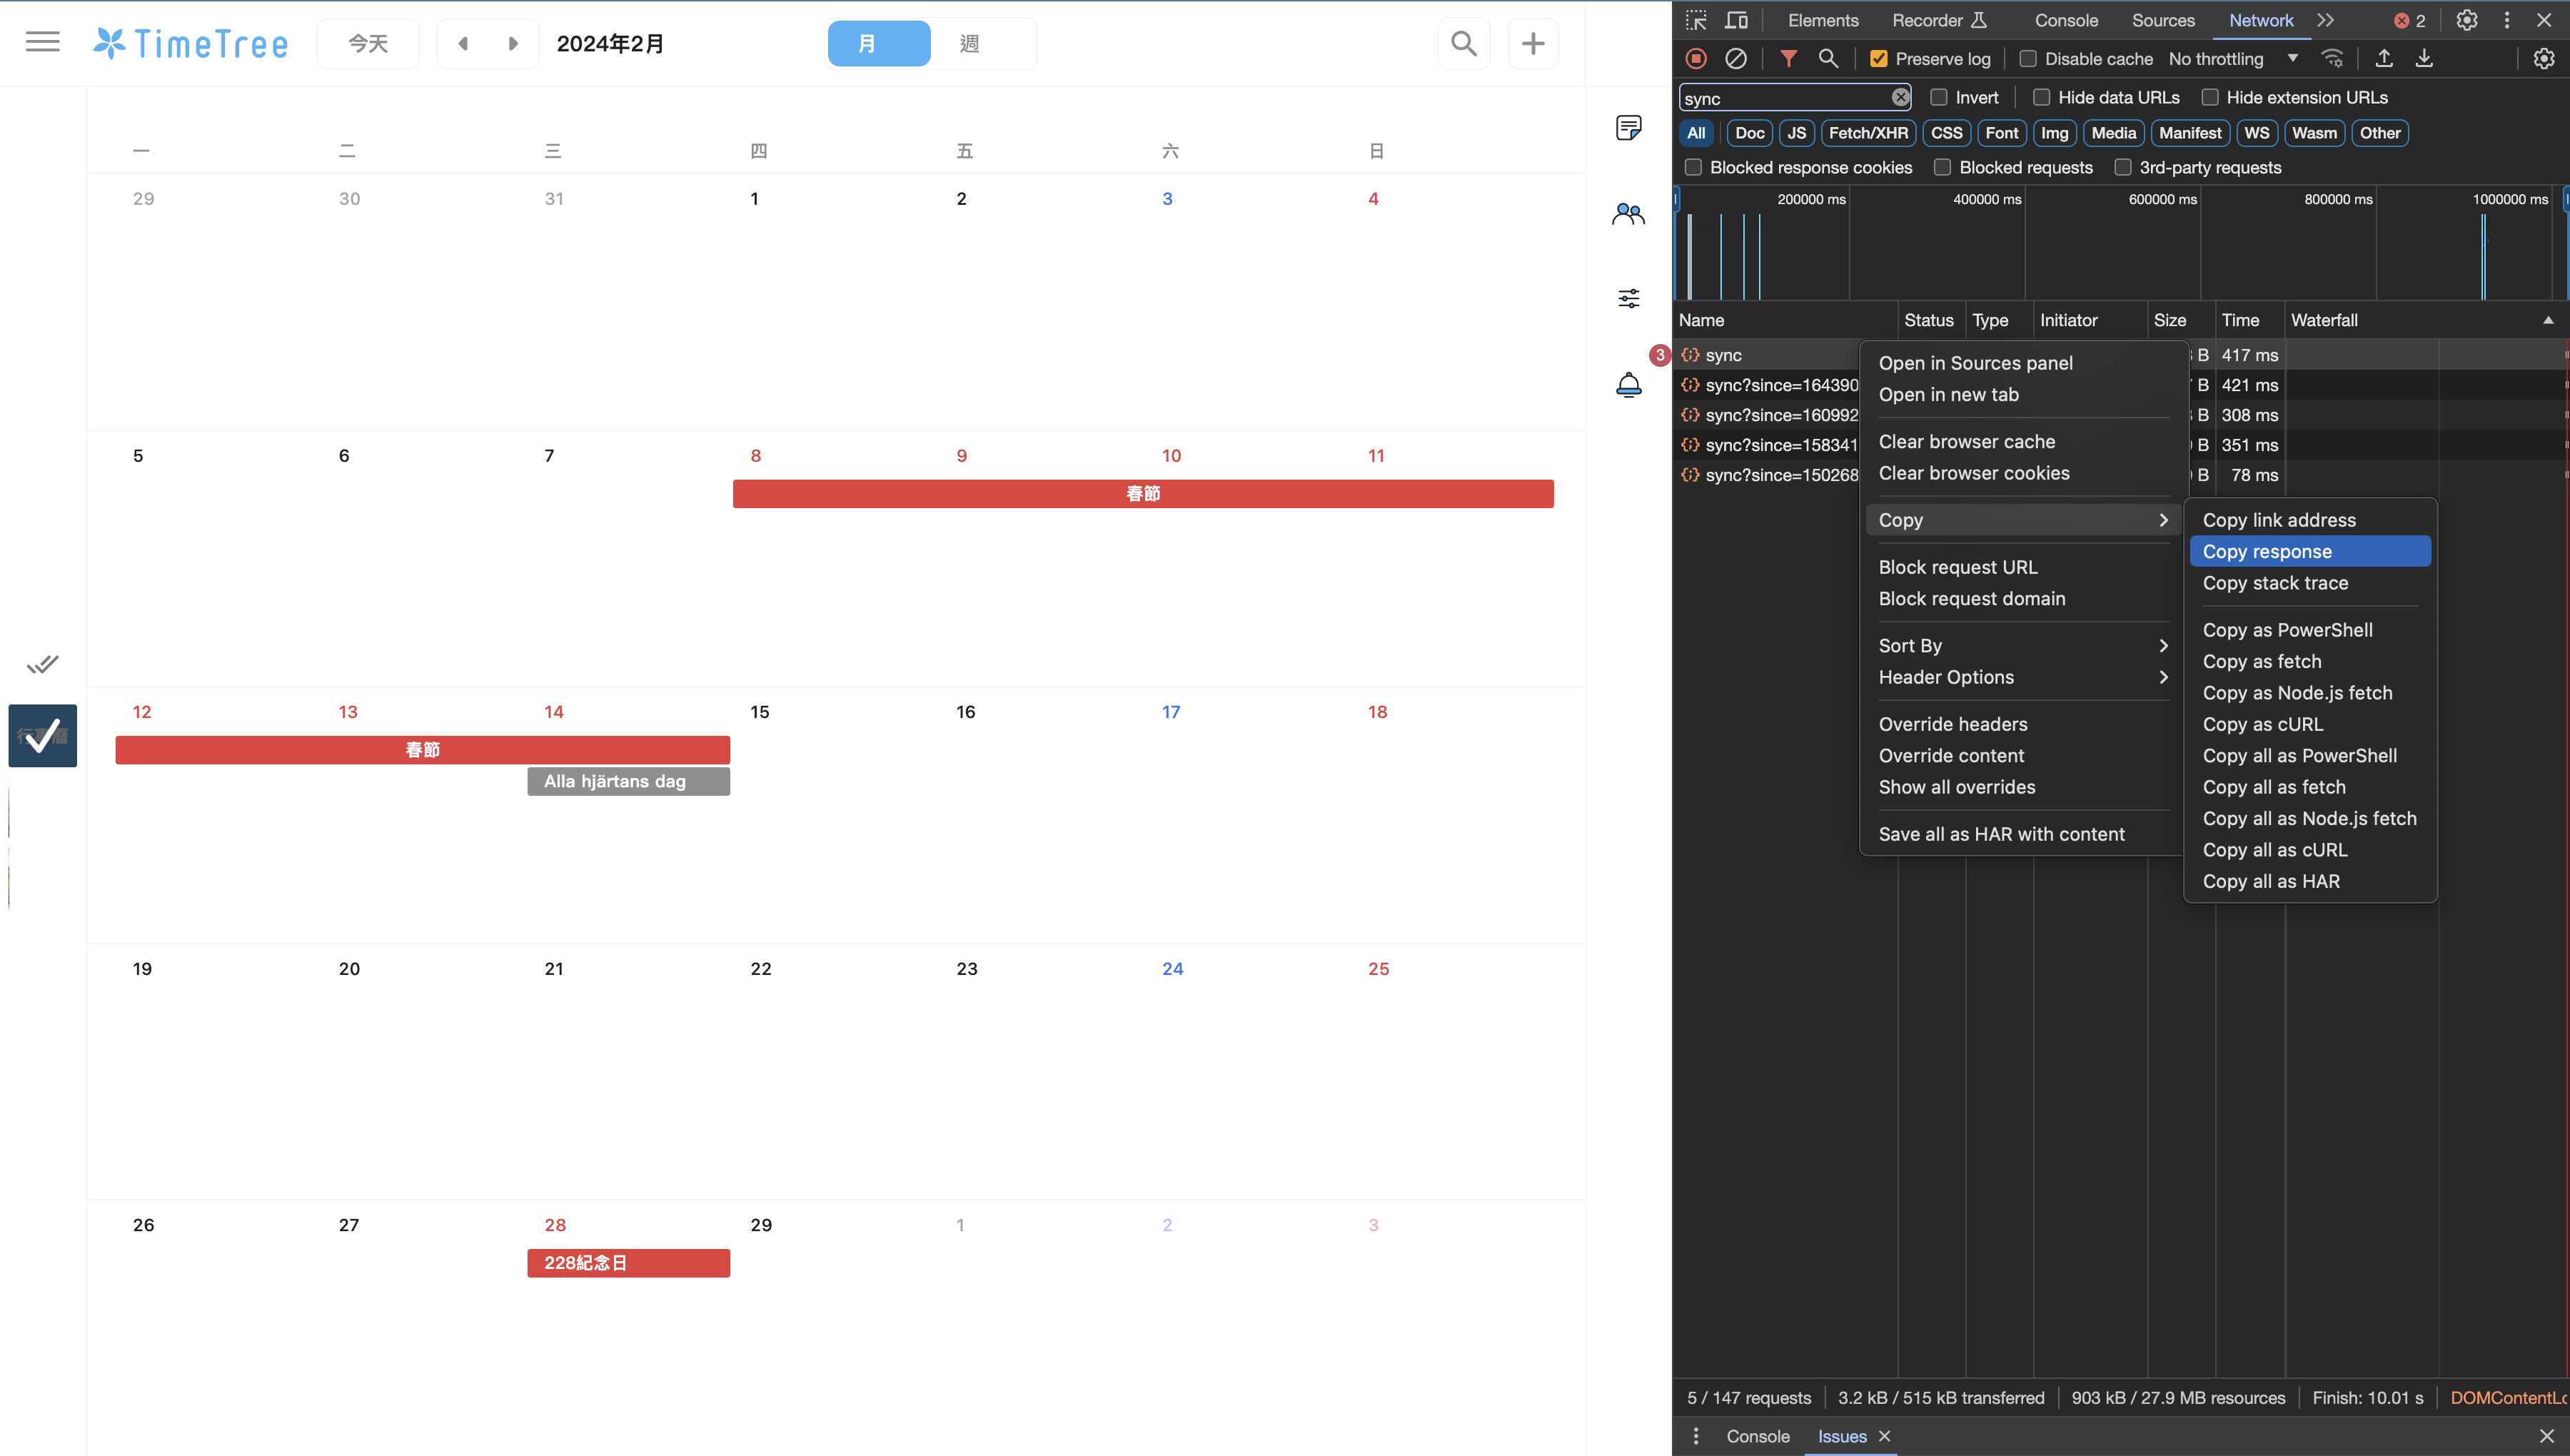 TimeTree
今天
2024年2月
月
週
一 二 三 四 五 六 日
29 30 31 1 2 3 4
5 6 7 8 9 10 11
春節
12 13 14 15 16 17 18
春節
Alla hjärtans dag
19 20 21 22 23 24 25
26 27 28 29 1 2 3
228紀念日
3
Elements Recorder Console Sources Network 2
Preserve log Disable cache No throttling
sync Invert Hide data URLs Hide extension URLs
All Doc JS Fetch/XHR CSS Font Img Media Manifest WS Wasm Other
Blocked response cookies Blocked requests 3rd-party requests
200000 ms 400000 ms 600000 ms 800000 ms 1000000 ms
Name Status Type Initiator Size Time Waterfall
sync B 417 ms
sync?since=164390 B 421 ms
sync?since=160992 B 308 ms
sync?since=158341 B 351 ms
sync?since=150268 B 78 ms
Open in Sources panel
Open in new tab
Clear browser cache
Clear browser cookies
Copy
Block request URL
Block request domain
Sort By
Header Options
Override headers
Override content
Show all overrides
Save all as HAR with content
Copy link address
Copy response
Copy stack trace
Copy as PowerShell
Copy as fetch
Copy as Node.js fetch
Copy as cURL
Copy all as PowerShell
Copy all as fetch
Copy all as Node.js fetch
Copy all as cURL
Copy all as HAR
5 / 147 requests 3.2 kB / 515 kB transferred 903 kB / 27.9 MB resources Finish: 10.01 s DOMContentLo
Console Issues